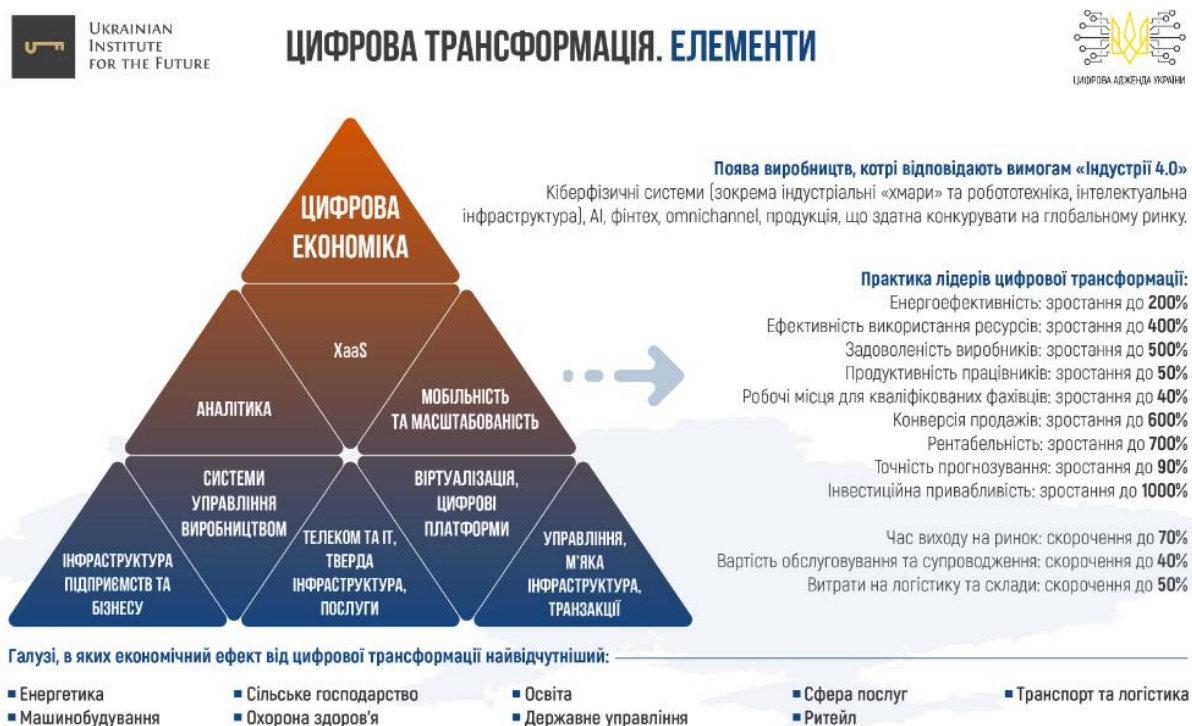 UKRAINIAN
INSTITUTE
FOR THE FUTURE
ЦИФРОВА ТРАНСФОРМАЦІЯ. ЕЛЕМЕНТИ
ЦИФРОВА АДЖЕНДА УКРАЇНИ
ЦИФРОВА
ЕКОНОМІКА
XaaS
АНАЛІТИКА
МОБІЛЬНІСТЬ
ТА МАСШТАБОВАНІСТЬ
СИСТЕМИ
УПРАВЛІННЯ
ВИРОБНИЦТВОМ
ВІРТУАЛІЗАЦІЯ,
ЦИФРОВІ
ПЛАТФОРМИ
ІНФРАСТРУКТУРА
ПІДПРИЄМСТВ ТА
БІЗНЕСУ
ТЕЛЕКОМ ТА ІТ,
ТВЕРДА
ІНФРАСТРУКТУРА,
ПОСЛУГИ
УПРАВЛІННЯ,
М'ЯКА
ІНФРАСТРУКТУРА,
ТРАНЗАКЦІЇ
Поява виробництв, котрі відповідають вимогам «Індустрії 4.0»
Кіберфізичні системи (зокрема індустріальні «хмари» та робототехніка, інтелектуальна
інфраструктура), AI, фінтех, omnichannel, продукція, що здатна конкурувати на глобальному ринку.
Практика лідерів цифрової трансформації:
Енергоефективність: зростання до 200%
Ефективність використання ресурсів: зростання до 400%
Задоволеність виробників: зростання до 500%
Продуктивність працівників: зростання до 50%
Робочі місця для кваліфікованих фахівців: зростання до 40%
Конверсія продажів: зростання до 600%
Рентабельність: зростання до 700%
Точність прогнозування: зростання до 90%
Інвестиційна привабливість: зростання до 1000%
Час виходу на ринок: скорочення до 70%
Вартість обслуговування та супроводження: скорочення до 40%
Витрати на логістику та склади: скорочення до 50%
Галузі, в яких економічний ефект від цифрової трансформації найвідчутніший:
▪ Енергетика ▪ Сільське господарство ▪ Освіта ▪ Сфера послуг ▪ Транспорт та логістика
▪ Машинобудування ▪ Охорона здоров'я ▪ Державне управління ▪ Ритейл